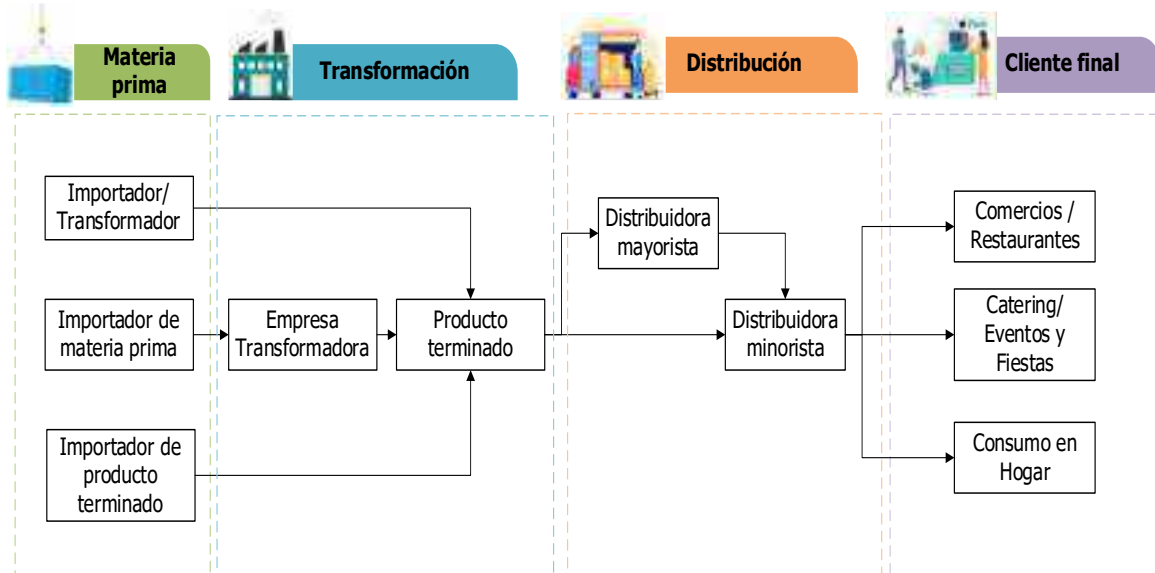 Materia
prima
Transformación
Distribución
Cliente final
Importador/
Transformador
Importador de
materia prima
Importador de
producto
terminado
Empresa
Transformadora
Producto
terminado
Distribuidora
mayorista
Distribuidora
minorista
Comercios /
Restaurantes
Catering/
Eventos y
Fiestas
Consumo en
Hogar